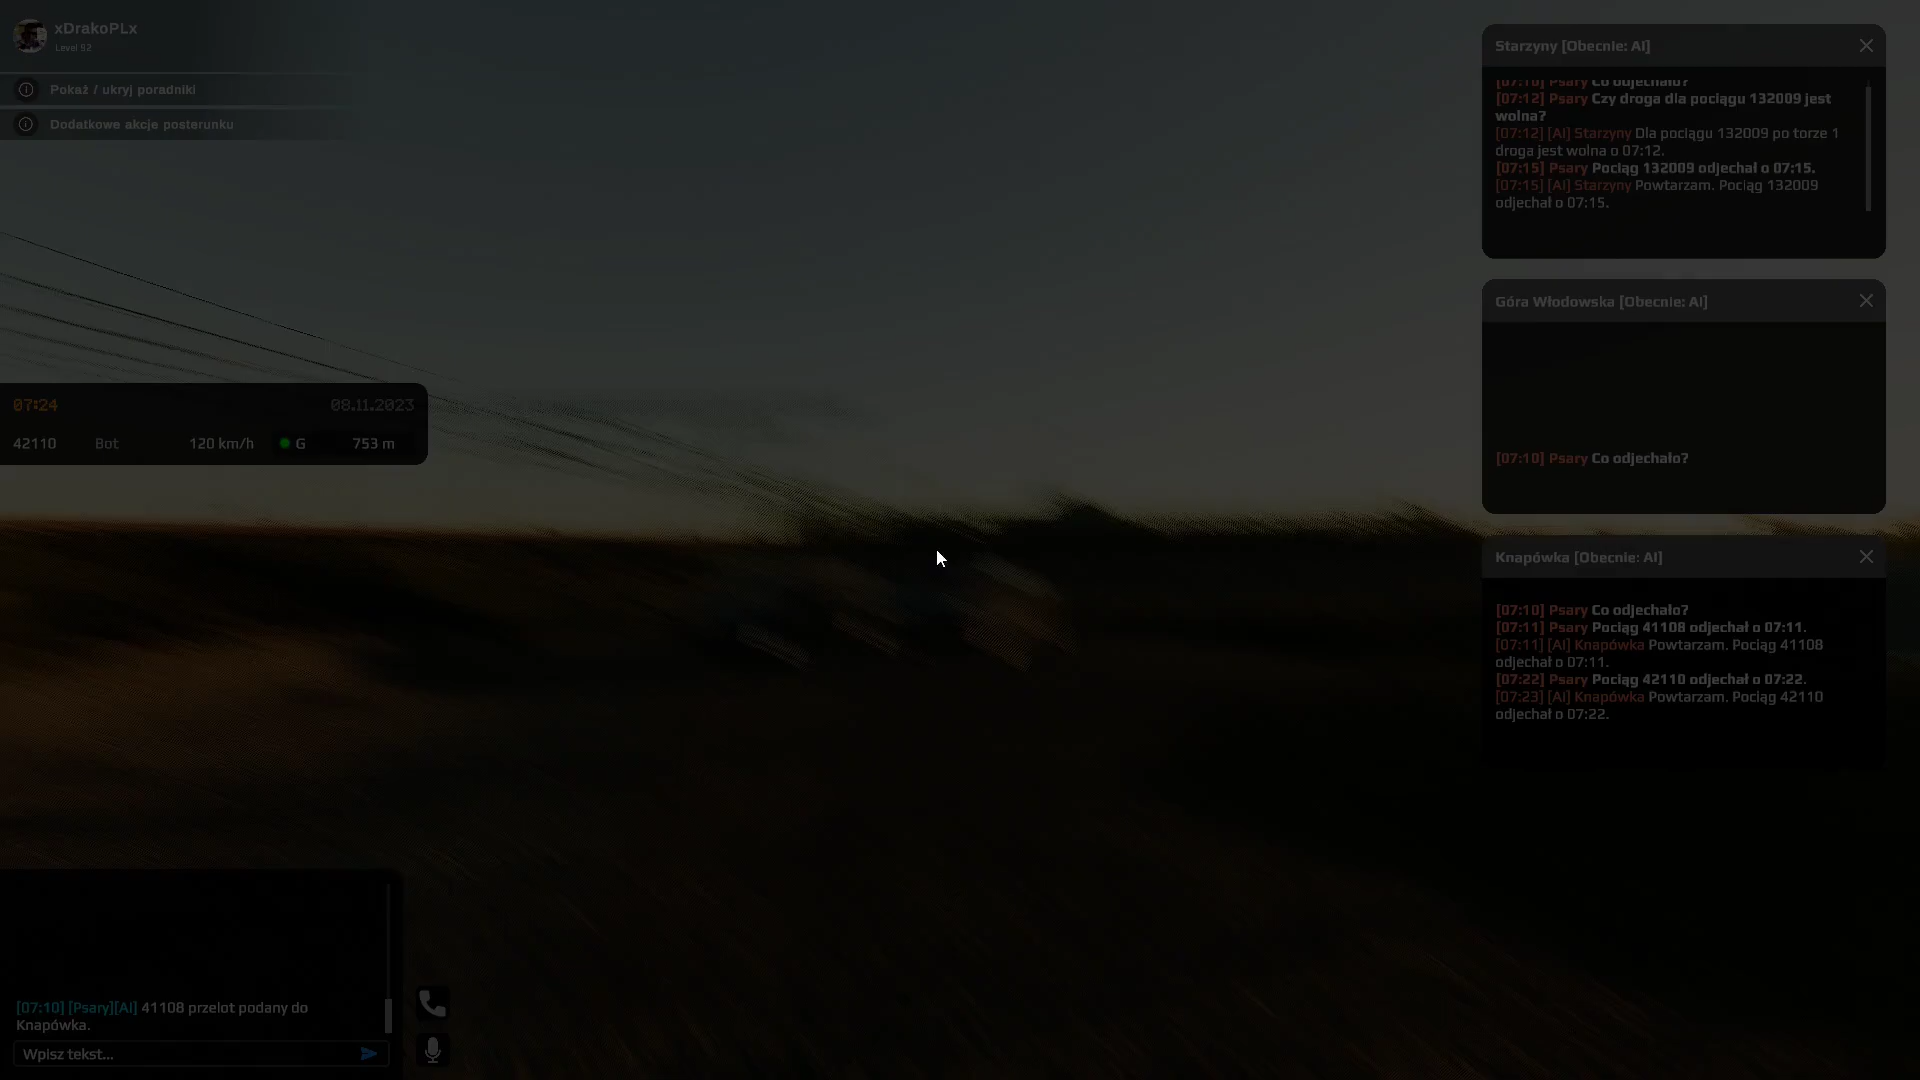 xDrakoPLx
Level 52
Pokaż / ukryj poradniki
Dodatkowe akcje posterunku
07:24 08.11.2023
42110 Bot 120 km/h G 753 m
[07:10] [Psary][AI] 41108 przelot podany do
Knapówka.
Wpisz tekst...
Starzyny [Obecnie: AI]
[07:10] Psary Co odjechało?
[07:12] Psary Czy droga dla pociągu 132009 jest
wolna?
[07:12] [AI] Starzyny Dla pociągu 132009 po torze 1
droga jest wolna o 07:12.
[07:15] Psary Pociąg 132009 odjechał o 07:15.
[07:15] [AI] Starzyny Powtarzam. Pociąg 132009
odjechał o 07:15.
Góra Włodowska [Obecnie: AI]
[07:10] Psary Co odjechało?
Knapówka [Obecnie: AI]
[07:10] Psary Co odjechało?
[07:11] Psary Pociąg 41108 odjechał o 07:11.
[07:11] [AI] Knapówka Powtarzam. Pociąg 41108
odjechał o 07:11.
[07:22] Psary Pociąg 42110 odjechał o 07:22.
[07:23] [AI] Knapówka Powtarzam. Pociąg 42110
odjechał o 07:22.